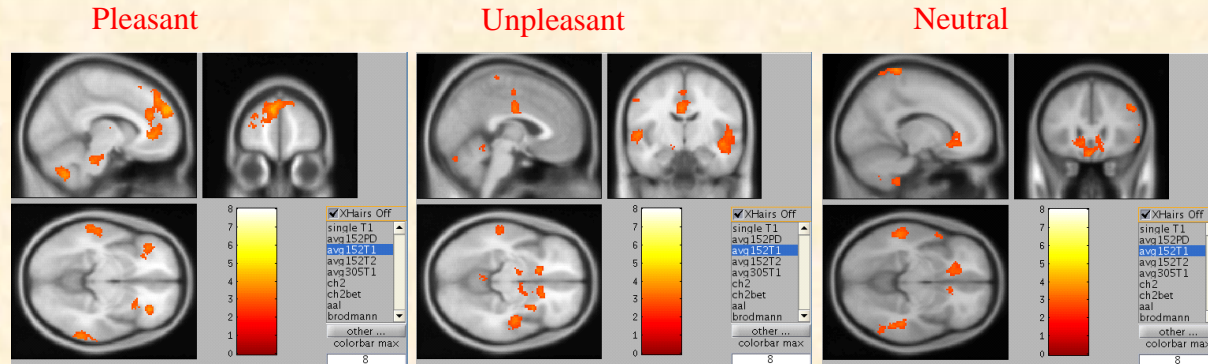 Pleasant
Unpleasant
Neutral
8
7
6
5
4
3
2
1
0
XHairs Off
single T1
avg152PD
avg152T1
avg152T2
avg305T1
ch2
ch2bet
aal
brodmann
other ...
colorbar max
8
8
7
6
5
4
3
2
1
0
XHairs Off
single T1
avg152PD
avg152T1
avg152T2
avg305T1
ch2
ch2bet
aal
brodmann
other ...
colorbar max
8
8
7
6
5
4
3
2
1
0
XHairs Off
single T1
avg152PD
avg152T1
avg152T2
avg305T1
ch2
ch2bet
aal
brodmann
other ...
colorbar max
8